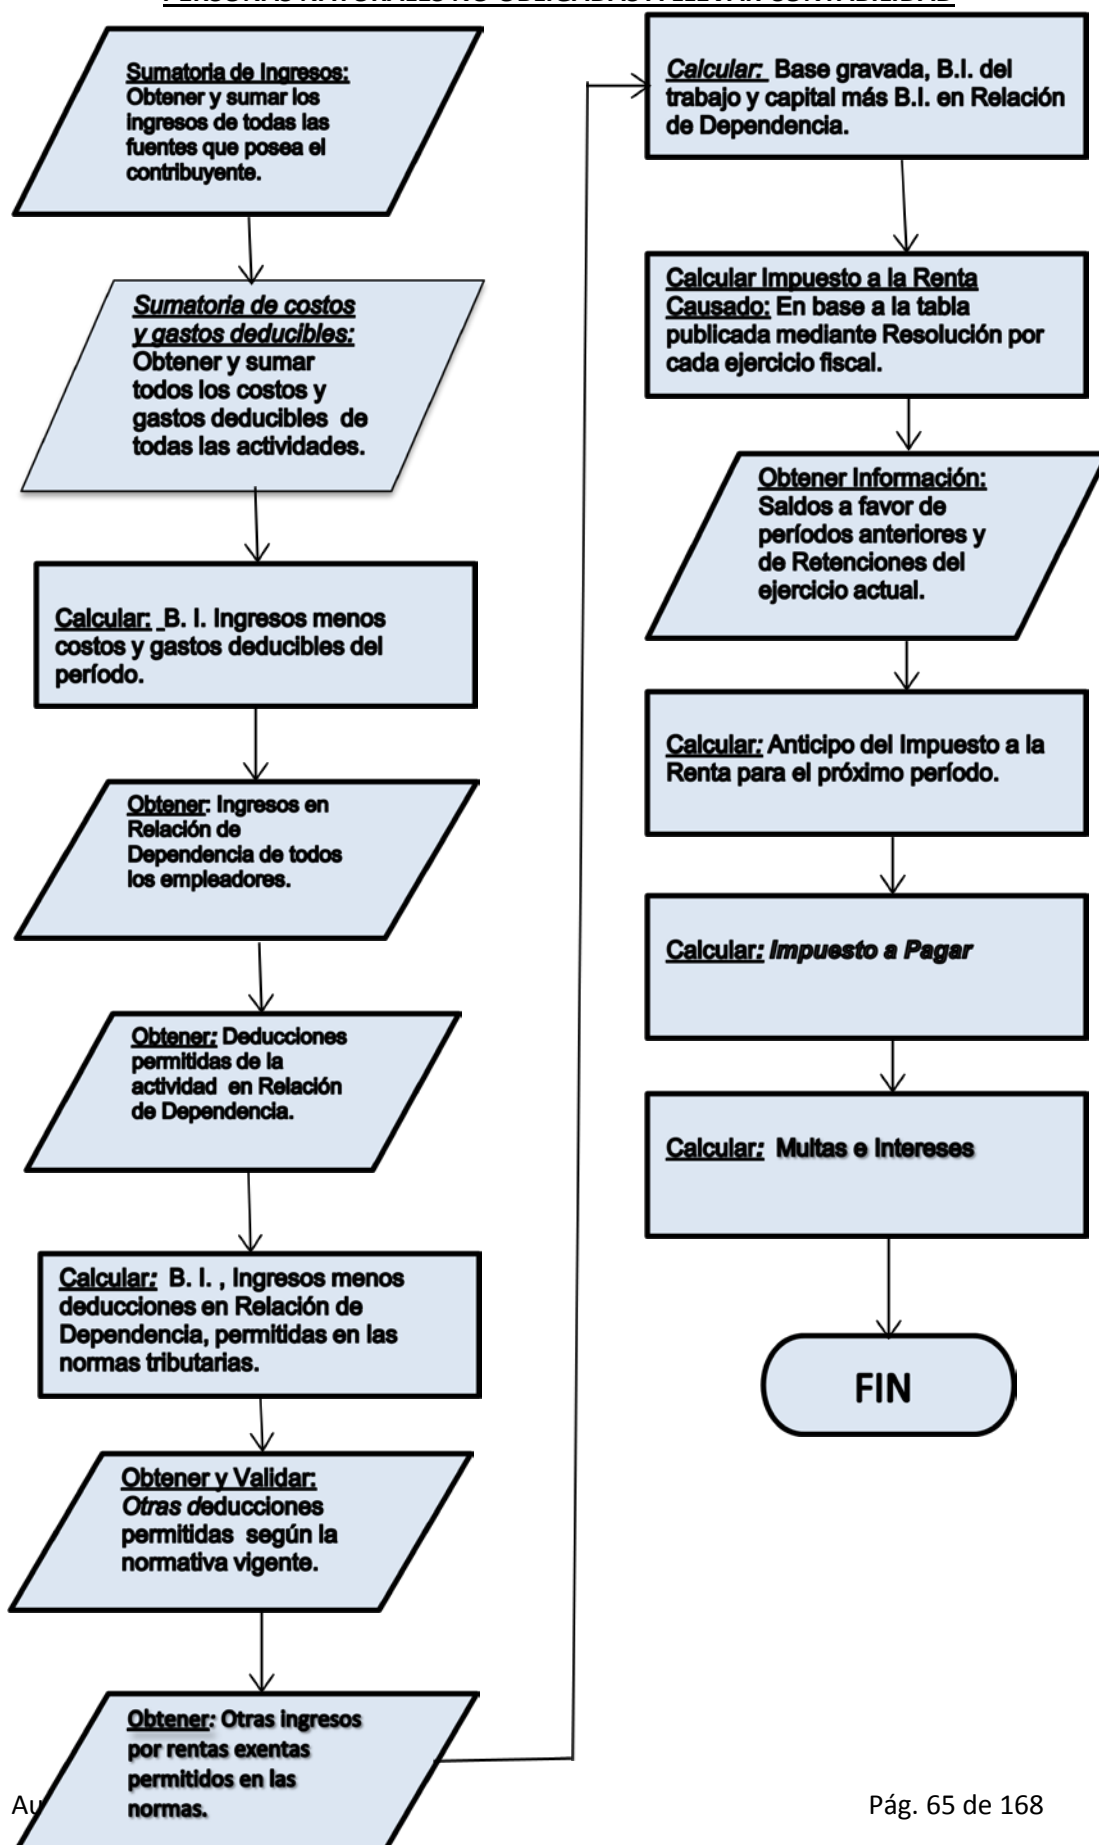 PERSONAS NATURALES NO OBLIGADAS A LLEVAR CONTABILIDAD
Sumatoria de Ingresos:
Obtener y sumar los
ingresos de todas las
fuentes que posea el
contribuyente.
Sumatoria de costos
y gastos deducibles:
Obtener y sumar
todos los costos y
gastos deducibles de
todas las actividades.
Calcular: B. I. Ingresos menos
costos y gastos deducibles del
período.
Obtener: Ingresos en
Relación de
Dependencia de todos
los empleadores.
Obtener: Deducciones
permitidas de la
actividad en Relación
de Dependencia.
Calcular: B. I. , Ingresos menos
deducciones en Relación de
Dependencia, permitidas en las
normas tributarias.
Obtener y Validar:
Otras deducciones
permitidas según la
normativa vigente.
Obtener: Otras ingresos
por rentas exentas
permitidos en las
normas.
Calcular: Base gravada, B.I. del
trabajo y capital más B.I. en Relación
de Dependencia.
Calcular Impuesto a la Renta
Causado: En base a la tabla
publicada mediante Resolución por
cada ejercicio fiscal.
Obtener Información:
Saldos a favor de
períodos anteriores y
de Retenciones del
ejercicio actual.
Calcular: Anticipo del Impuesto a la
Renta para el próximo período.
Calcular: Impuesto a Pagar
Calcular: Multas e Intereses
FIN
Pág. 65 de 168